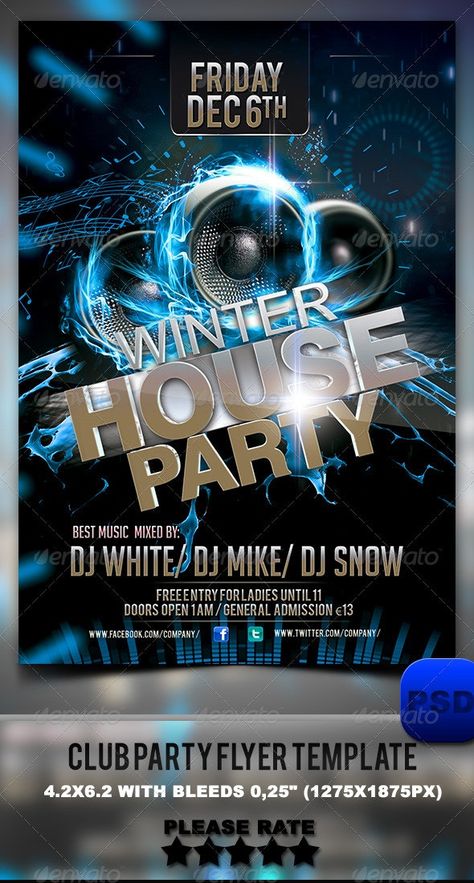 FRIDAY
DEC 6TH
WINTER
HOUSE
PARTY
BEST MUSIC MIXED BY:
DJ WHITE/ DJ MIKE/ DJ SNOW
FREE ENTRY FOR LADIES UNTIL 11
DOORS OPEN 1AM / GENERAL ADMISSION €13
WWW.FACEBOOK.COM/COMPANY/ f t WWW.TWITTER.COM/COMPANY/
PSD
CLUB PARTY FLYER TEMPLATE
4.2X6.2 WITH BLEEDS 0,25" (1275X1875PX)
PLEASE RATE
envato